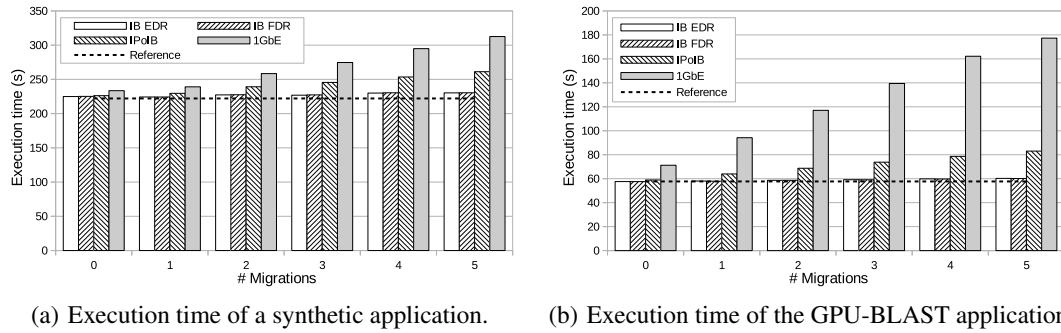 350
300
250
200
150
100
50
0
Execution time (s)
IB EDR
IB FDR
IPoIB
1GbE
Reference
0 1 2 3 4 5
# Migrations
(a) Execution time of a synthetic application.
200
180
160
140
120
100
80
60
40
20
0
Execution time (s)
IB EDR
IB FDR
IPoIB
1GbE
Reference
0 1 2 3 4 5
# Migrations
(b) Execution time of the GPU-BLAST application